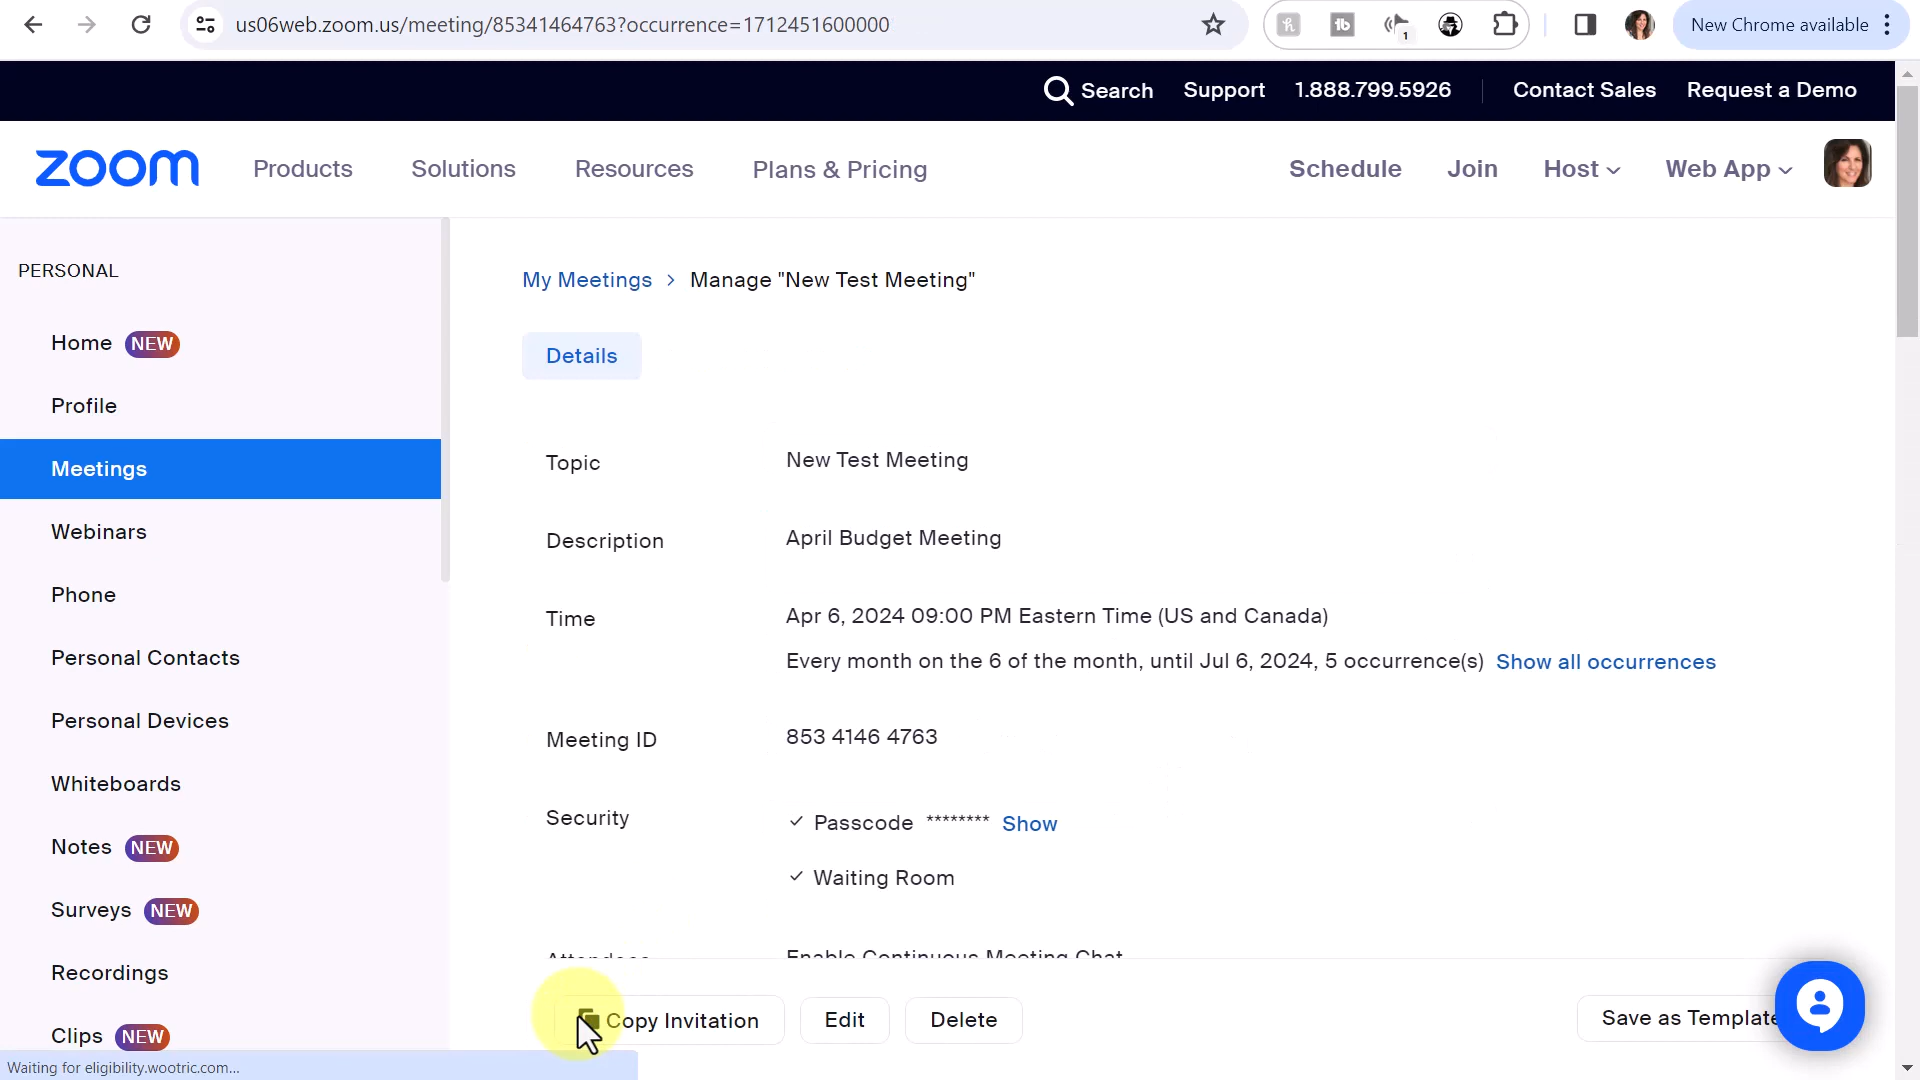 us06web.zoom.us/meeting/85341464763?occurrence=1712451600000
1
New Chrome available
Search
Support
1.888.799.5926
Contact Sales
Request a Demo
zoom
Products
Solutions
Resources
Plans & Pricing
Schedule
Join
Host
Web App
PERSONAL
Home NEW
Profile
Meetings
Webinars
Phone
Personal Contacts
Personal Devices
Whiteboards
Notes NEW
Surveys NEW
Recordings
Clips NEW
My Meetings > Manage "New Test Meeting"
Details
Topic
New Test Meeting
Description
April Budget Meeting
Time
Apr 6, 2024 09:00 PM Eastern Time (US and Canada)
Every month on the 6 of the month, until Jul 6, 2024, 5 occurrence(s) Show all occurrences
Meeting ID
853 4146 4763
Security
Passcode ******** Show
Waiting Room
Attendees
Enable Continuous Meeting Chat
Copy Invitation
Edit
Delete
Save as Template
Waiting for eligibility.wootric.com...